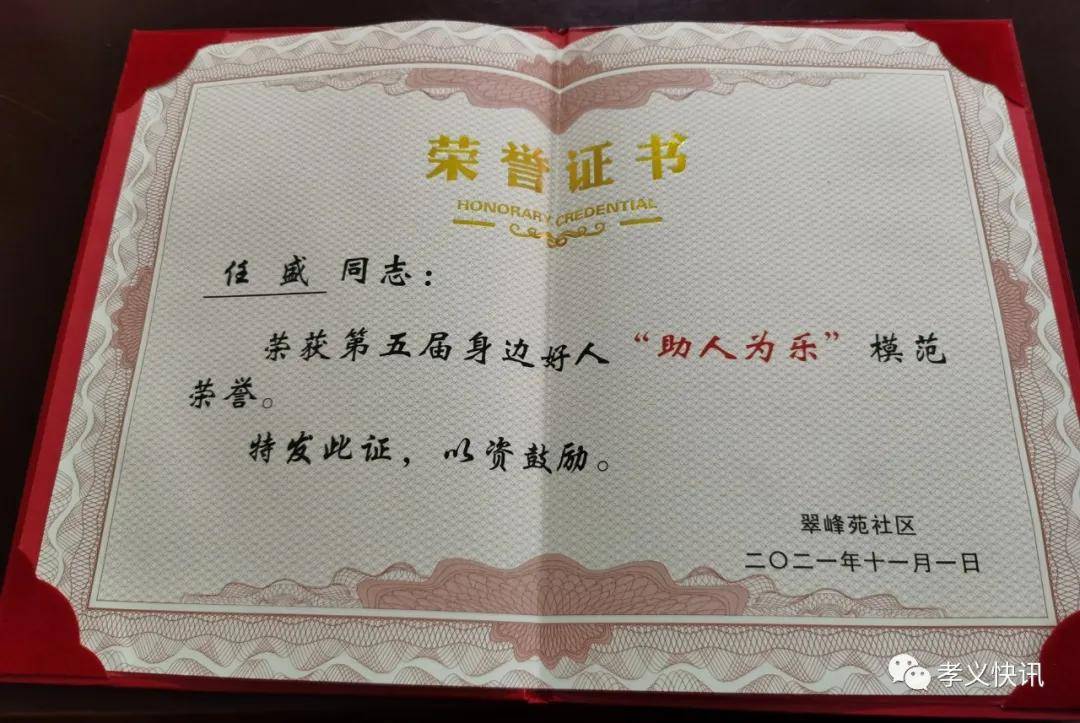 荣誉证书
HONORARY CREDENTIAL
任盛 同志：
荣获第五届身边好人“助人为乐”模范
荣誉。
特发此证，以资鼓励。
翠峰苑社区
二〇二一年十一月一日
孝义快讯